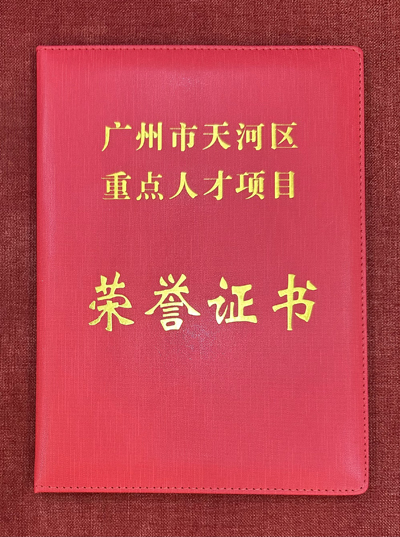 广州市天河区
重点人才项目
荣誉证书